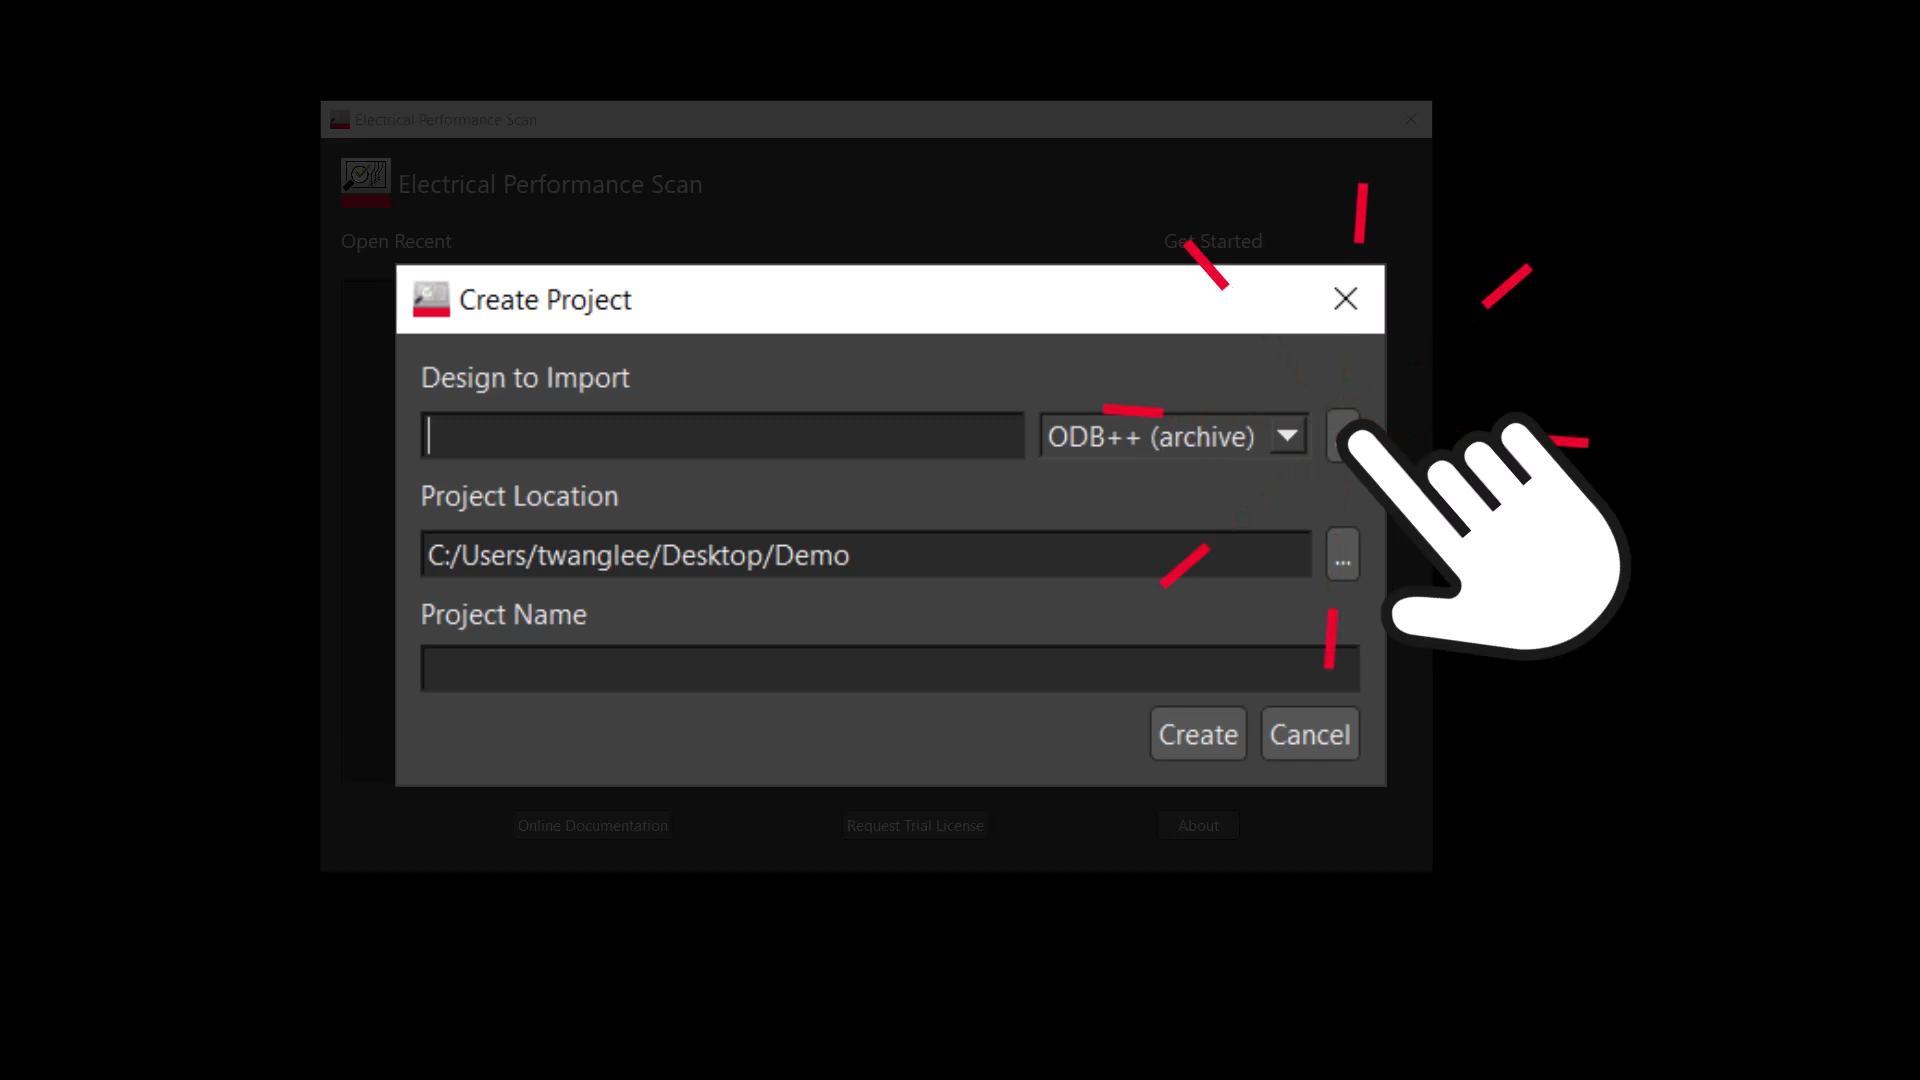 Electrical Performance Scan
Electrical Performance Scan
Open Recent
Get Started
Create Project
Design to Import
ODB++ (archive)
Project Location
C:/Users/twanglee/Desktop/Demo
...
Project Name
Create
Cancel
Online Documentation
Request Trial License
About